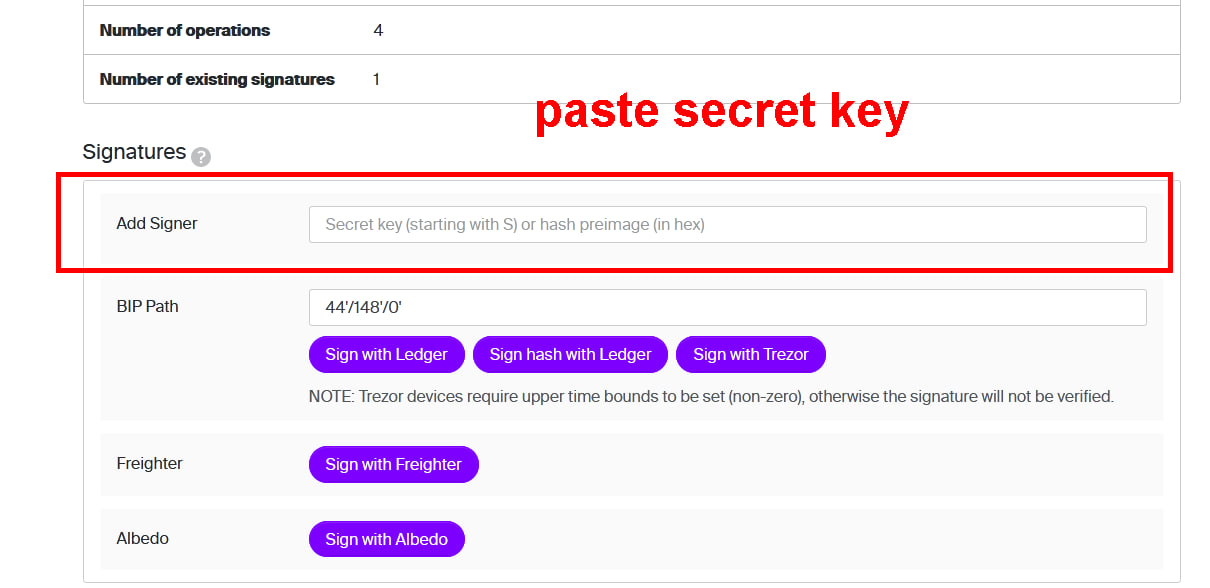 Number of operations 4
Number of existing signatures 1
paste secret key
Signatures ?
Add Signer Secret key (starting with S) or hash preimage (in hex)
BIP Path 44'/148'/0'
Sign with Ledger Sign hash with Ledger Sign with Trezor
NOTE: Trezor devices require upper time bounds to be set (non-zero), otherwise the signature will not be verified.
Freighter Sign with Freighter
Albedo Sign with Albedo